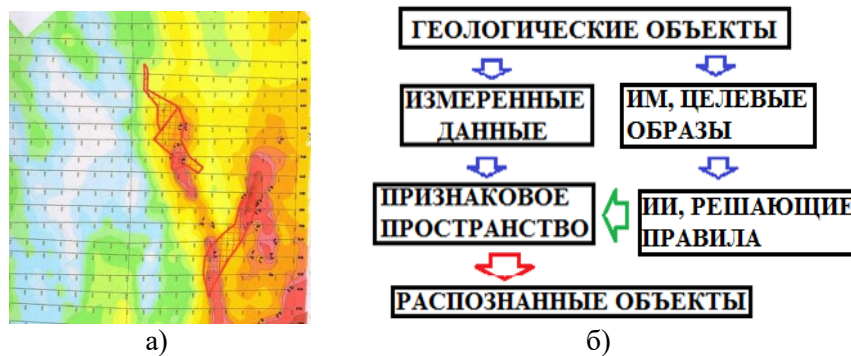 ГЕОЛОГИЧЕСКИЕ ОБЪЕКТЫ
ИЗМЕРЕННЫЕ
ДАННЫЕ
ИМ, ЦЕЛЕВЫЕ
ОБРАЗЫ
ПРИЗНАКОВОЕ
ПРОСТРАНСТВО
ИИ, РЕШАЮЩИЕ
ПРАВИЛА
РАСПОЗНАННЫЕ ОБЪЕКТЫ
а)
б)